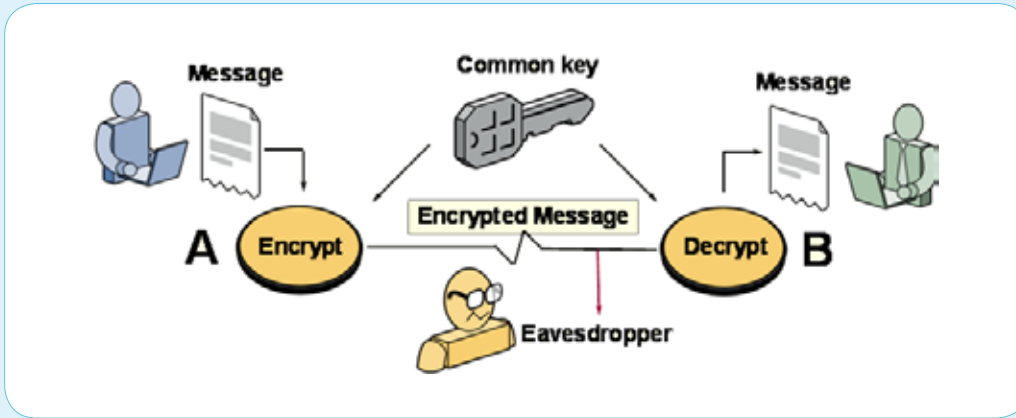 Message
Common key
Message
Encrypted Message
A
Encrypt
Decrypt
B
Eavesdropper